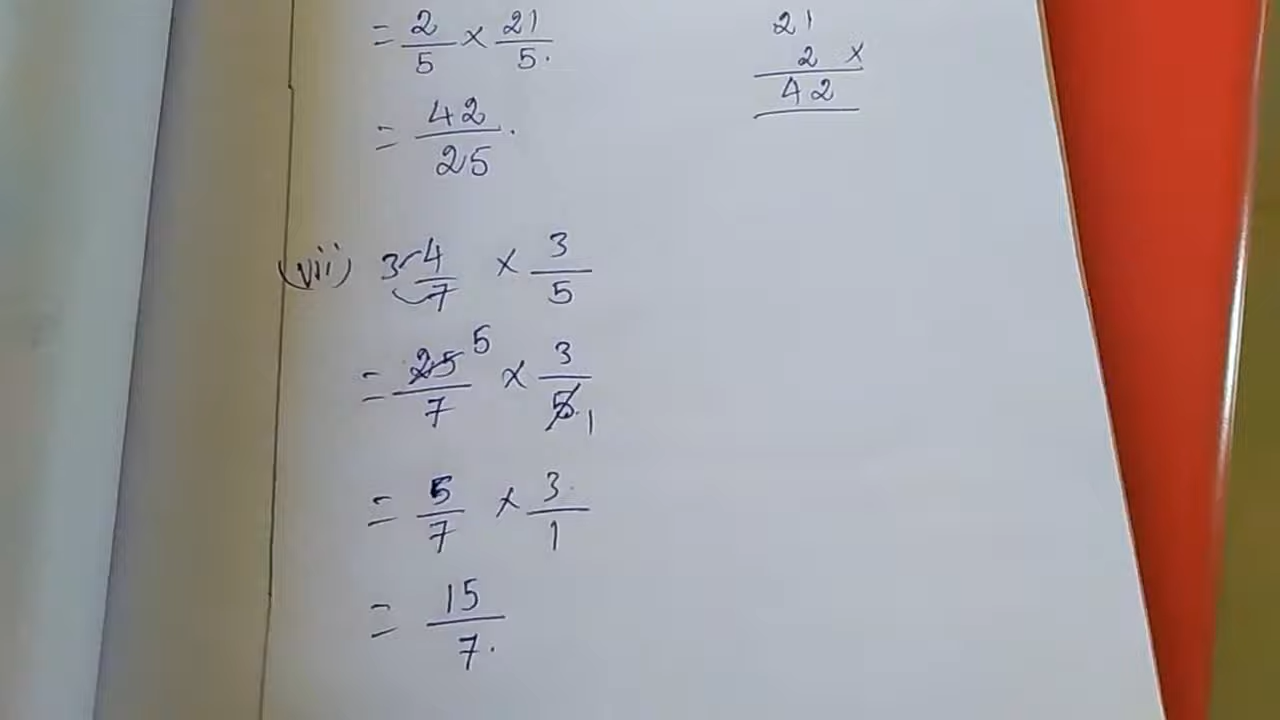 = 2/5 × 21/5.
= 42/25.
21
2 ×
42
(vii) 3 4/7 × 3/5
= 25/7 5 × 3/5. 1
= 5/7 × 3/1
= 15/7.